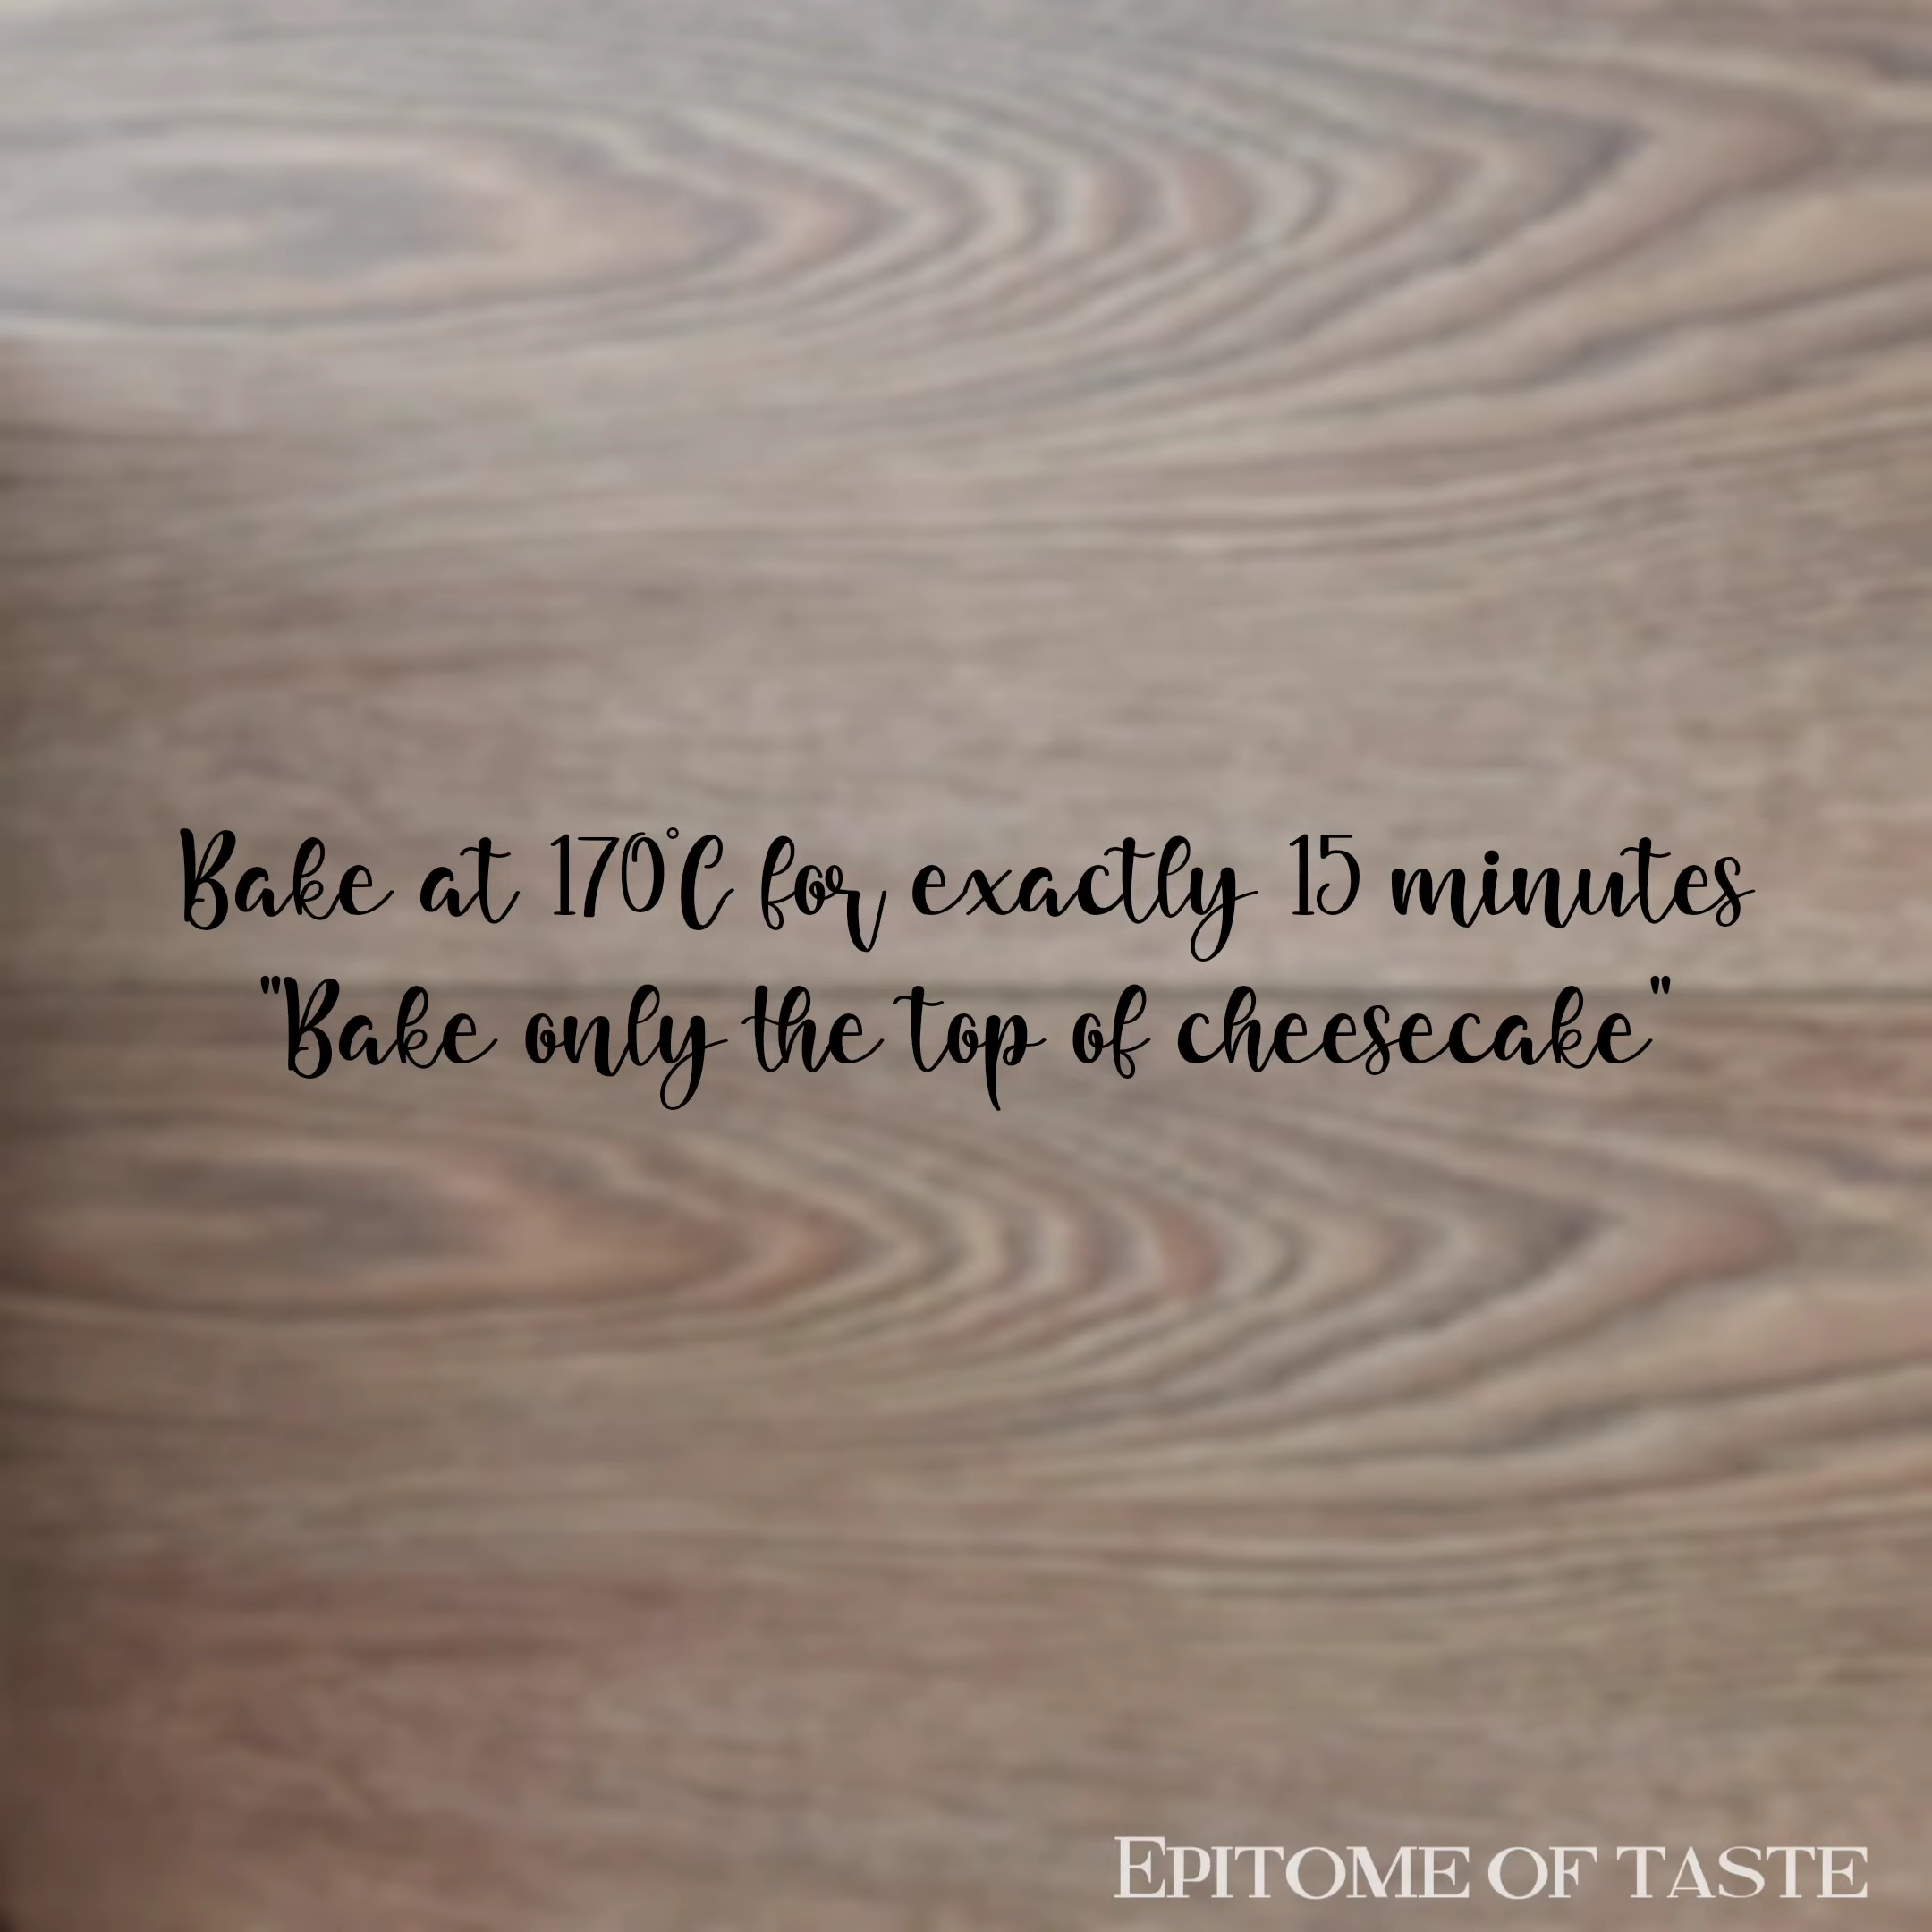 Bake at 170°C for exactly 15 minutes
"Bake only the top of cheesecake"
EPITOME OF TASTE